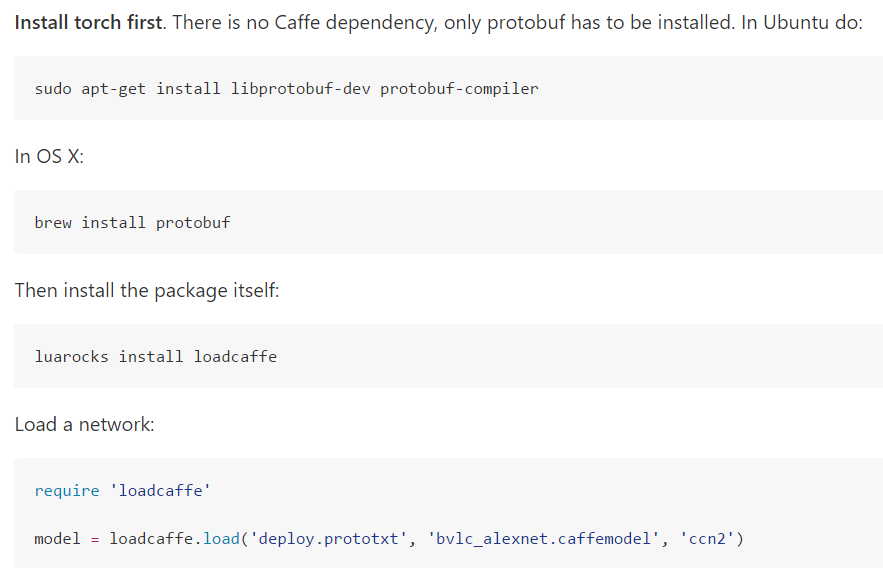 Install torch first. There is no Caffe dependency, only protobuf has to be installed. In Ubuntu do:
sudo apt-get install libprotobuf-dev protobuf-compiler
In OS X:
brew install protobuf
Then install the package itself:
luarocks install loadcaffe
Load a network:
require 'loadcaffe'
model = loadcaffe.load('deploy.prototxt', 'bvlc_alexnet.caffemodel', 'ccn2')